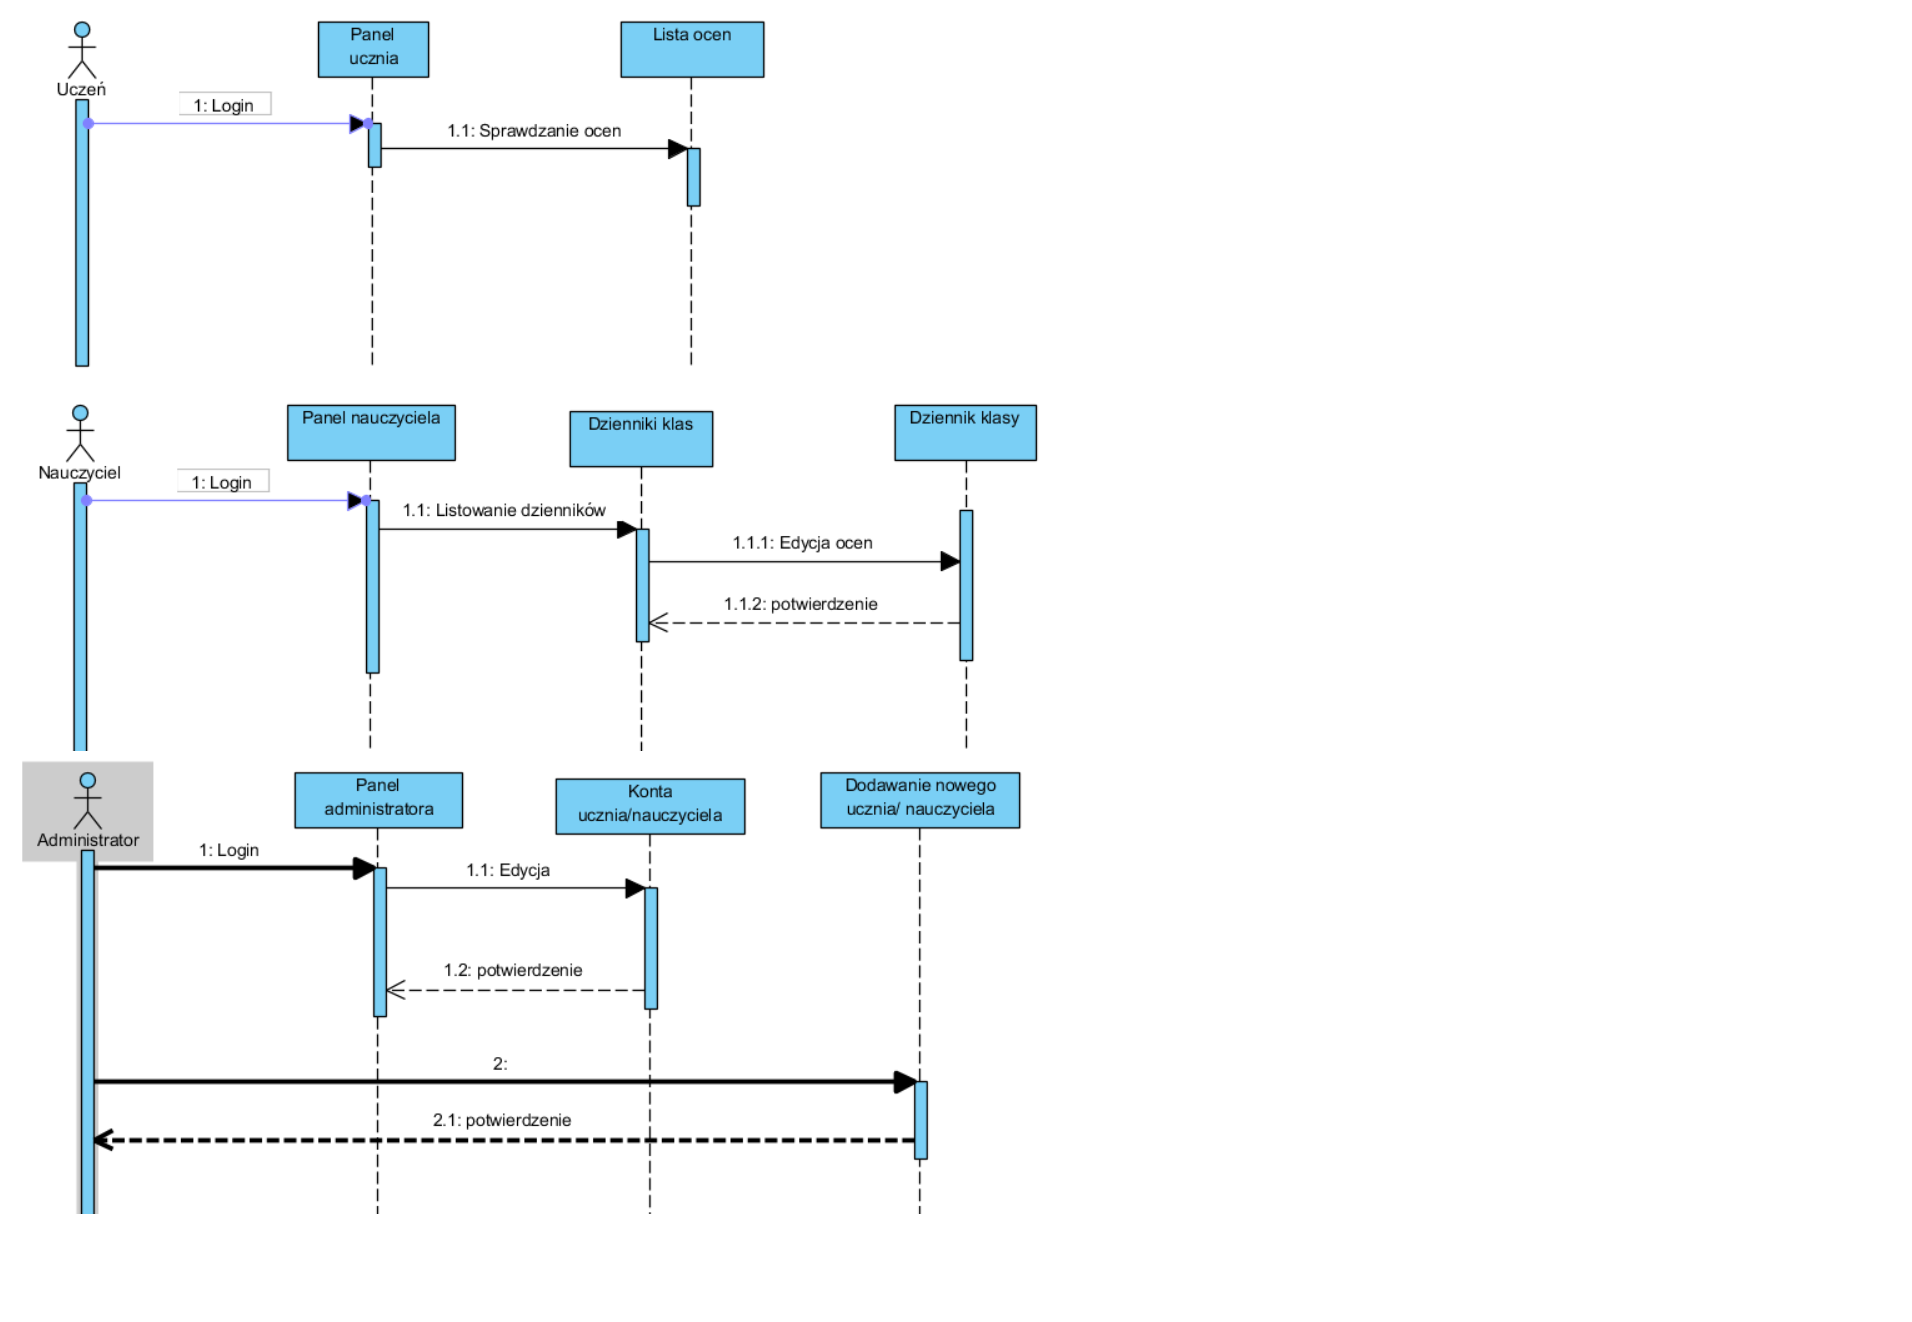 Uczeń
Panel
ucznia
Lista ocen
1: Login
1.1: Sprawdzanie ocen
Nauczyciel
Panel nauczyciela
Dzienniki klas
Dziennik klasy
1: Login
1.1: Listowanie dzienników
1.1.1: Edycja ocen
1.1.2: potwierdzenie
Administrator
Panel
administratora
Konta
ucznia/nauczyciela
Dodawanie nowego
ucznia/ nauczyciela
1: Login
1.1: Edycja
1.2: potwierdzenie
2:
2.1: potwierdzenie